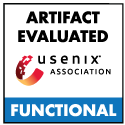 ARTIFACT
EVALUATED
usenix
ASSOCIATION
FUNCTIONAL